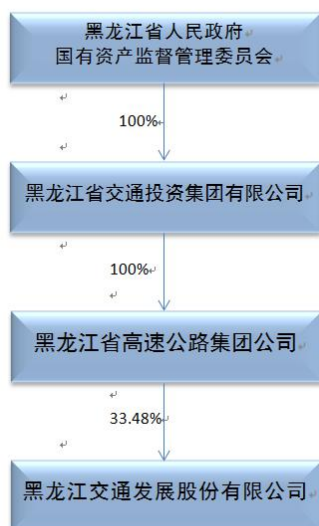 黑龙江省人民政府
国有资产监督管理委员会
100%
黑龙江省交通投资集团有限公司
100%
黑龙江省高速公路集团公司
33.48%
黑龙江交通发展股份有限公司